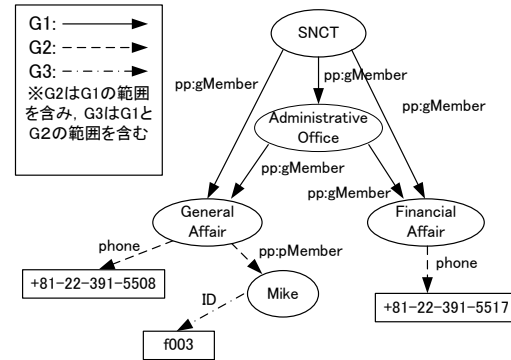 G1:
G2:
G3:
※G2はG1の範囲
を含み, G3はG1と
G2の範囲を含む
SNCT
pp:gMember
pp:gMember
pp:gMember
Administrative
Office
pp:gMember
pp:gMember
General
Affair
Financial
Affair
phone
pp:pMember
phone
+81-22-391-5508
Mike
+81-22-391-5517
ID
f003